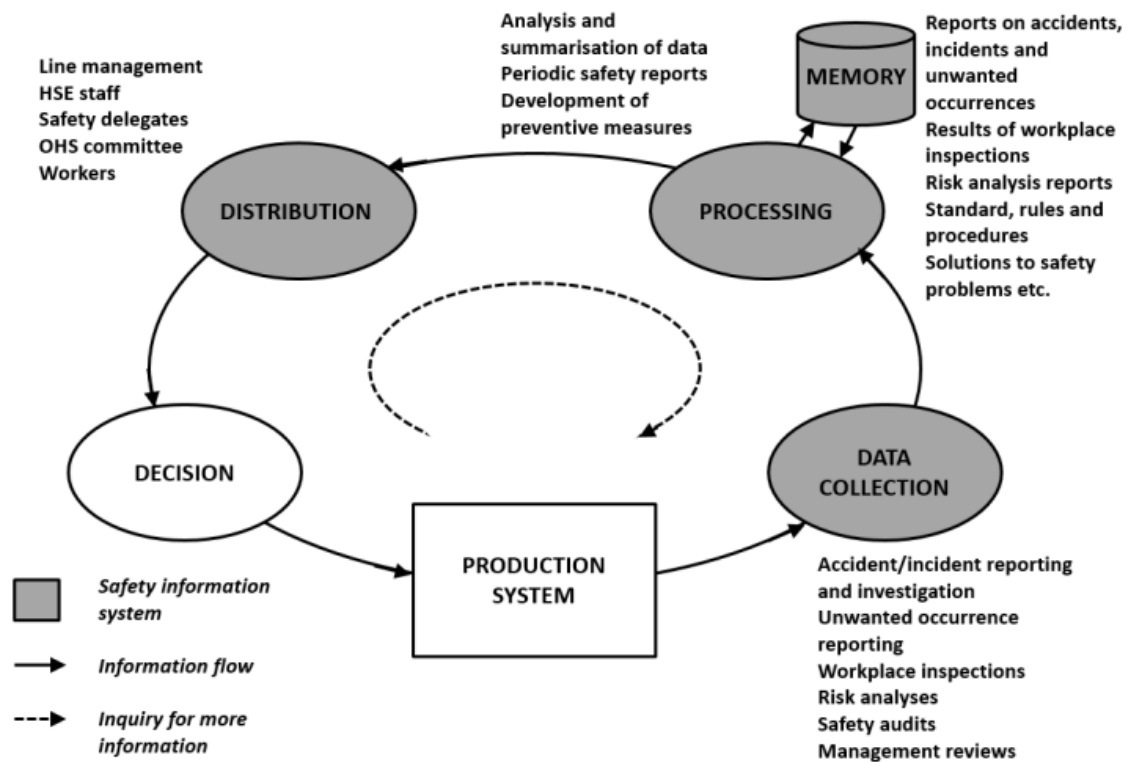 Analysis and
summarisation of data
Periodic safety reports
Development of
preventive measures
Reports on accidents,
incidents and
unwanted
occurrences
Results of workplace
inspections
Risk analysis reports
Standard, rules and
procedures
Solutions to safety
problems etc.
MEMORY
Line management
HSE staff
Safety delegates
OHS committee
Workers
DISTRIBUTION
PROCESSING
DECISION
DATA
COLLECTION
PRODUCTION
SYSTEM
Accident/incident reporting
and investigation
Unwanted occurrence
reporting
Workplace inspections
Risk analyses
Safety audits
Management reviews
Safety information
system
Information flow
Inquiry for more
information